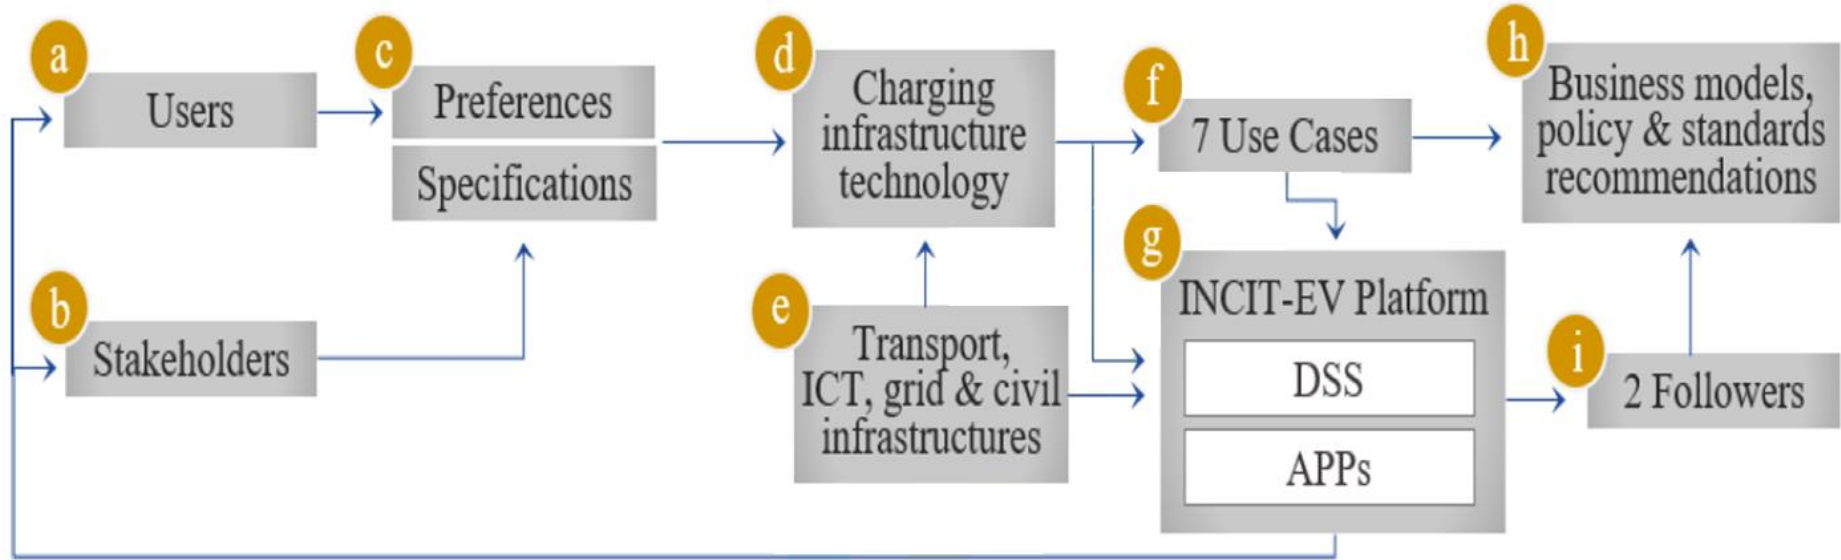 a
Users
b
Stakeholders
c
Preferences
Specifications
d
Charging
infrastructure
technology
e
Transport,
ICT, grid & civil
infrastructures
f
7 Use Cases
g
INCIT-EV Platform
DSS
APPs
h
Business models,
policy & standards
recommendations
i
2 Followers